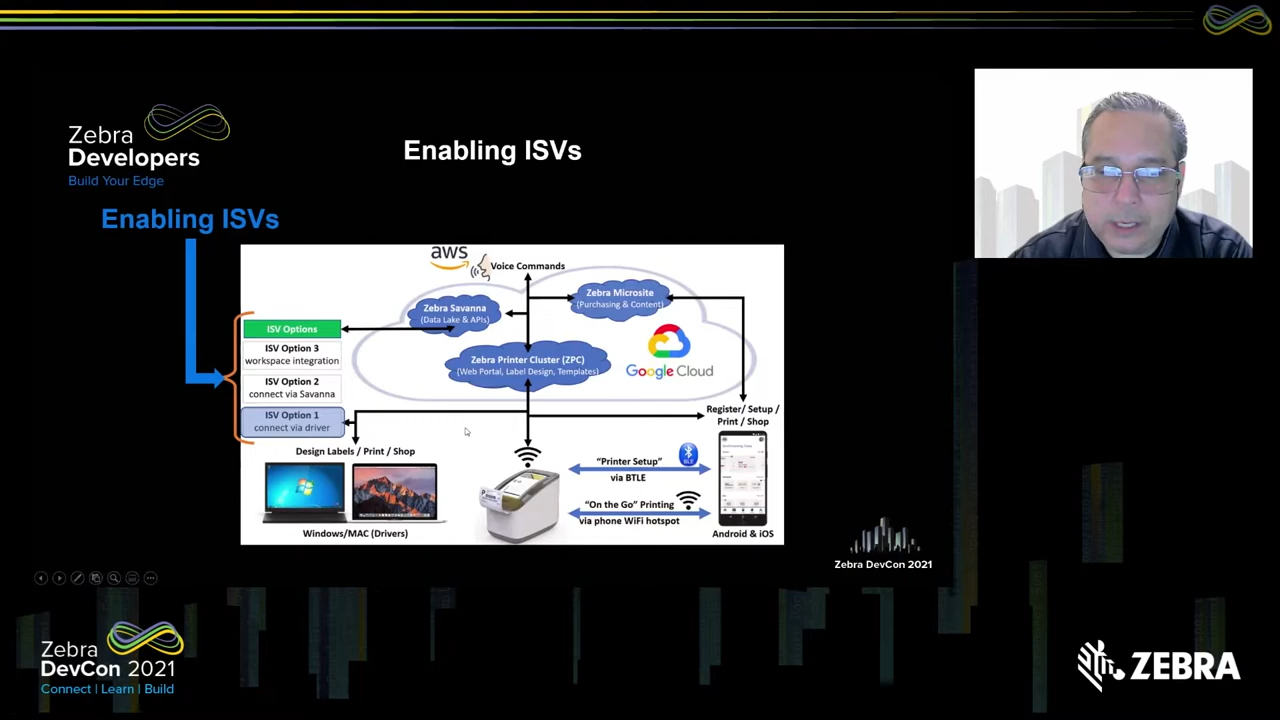 Zebra
Developers
Build Your Edge
Enabling ISVs
Enabling ISVs
aws
Voice Commands
Zebra Microsite
(Purchasing & Content)
Zebra Savanna
(Data Lake & APIs)
ISV Options
ISV Option 3
workspace integration
Zebra Printer Cluster (ZPC)
(Web Portal, Label Design, Templates)
Google Cloud
ISV Option 2
connect via Savanna
ISV Option 1
connect via driver
Register/ Setup /
Print / Shop
Design Labels / Print / Shop
"Printer Setup"
via BTLE
BLE
"On the Go" Printing
via phone WiFi hotspot
Windows/MAC (Drivers)
Android & iOS
Zebra DevCon 2021
Zebra
DevCon 2021
Connect | Learn | Build
ZEBRA